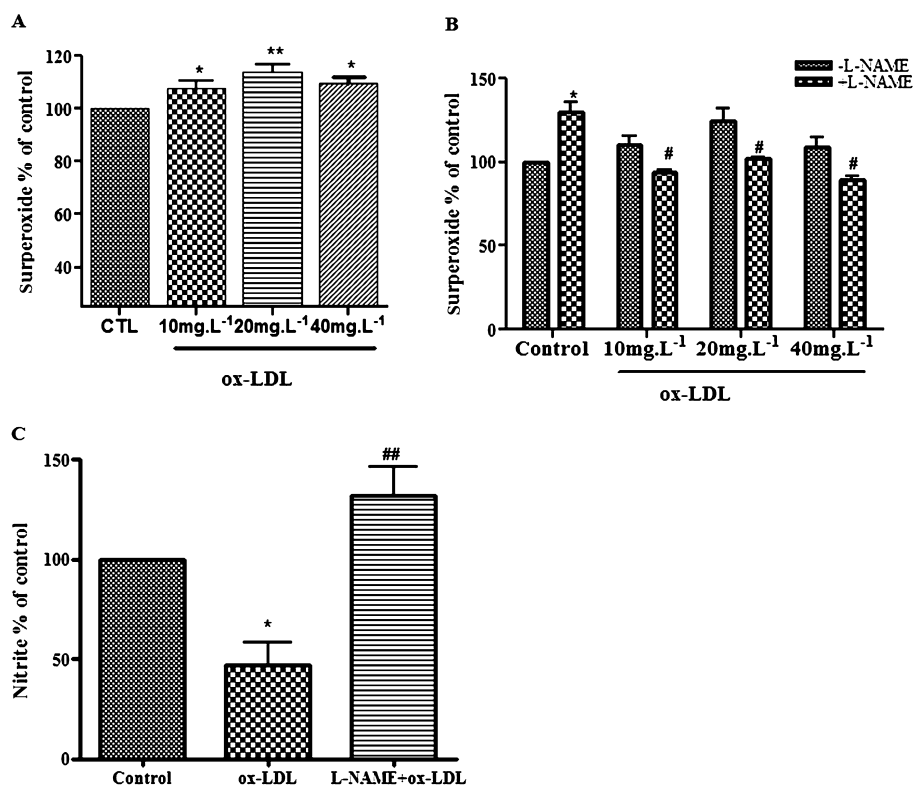 A
Surperoxide % of control
120
100
80
60
40
*
**
*
CTL 10mg.L-1 20mg.L-1 40mg.L-1
ox-LDL
B
-L-NAME
+L-NAME
Surperoxide % of control
150
100
50
0
*
#
#
#
Control 10mg.L-1 20mg.L-1 40mg.L-1
ox-LDL
C
Nitrite % of control
150
100
50
0
*
##
Control ox-LDL L-NAME+ox-LDL